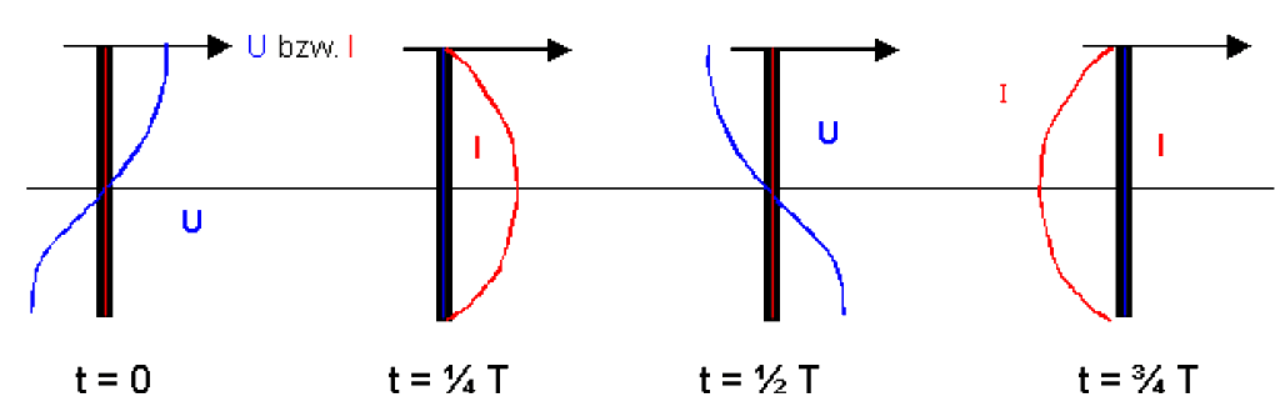 U bzw. I
I
U
I
I
U
t = 0
t = ¼ T
t = ½ T
t = ¾ T